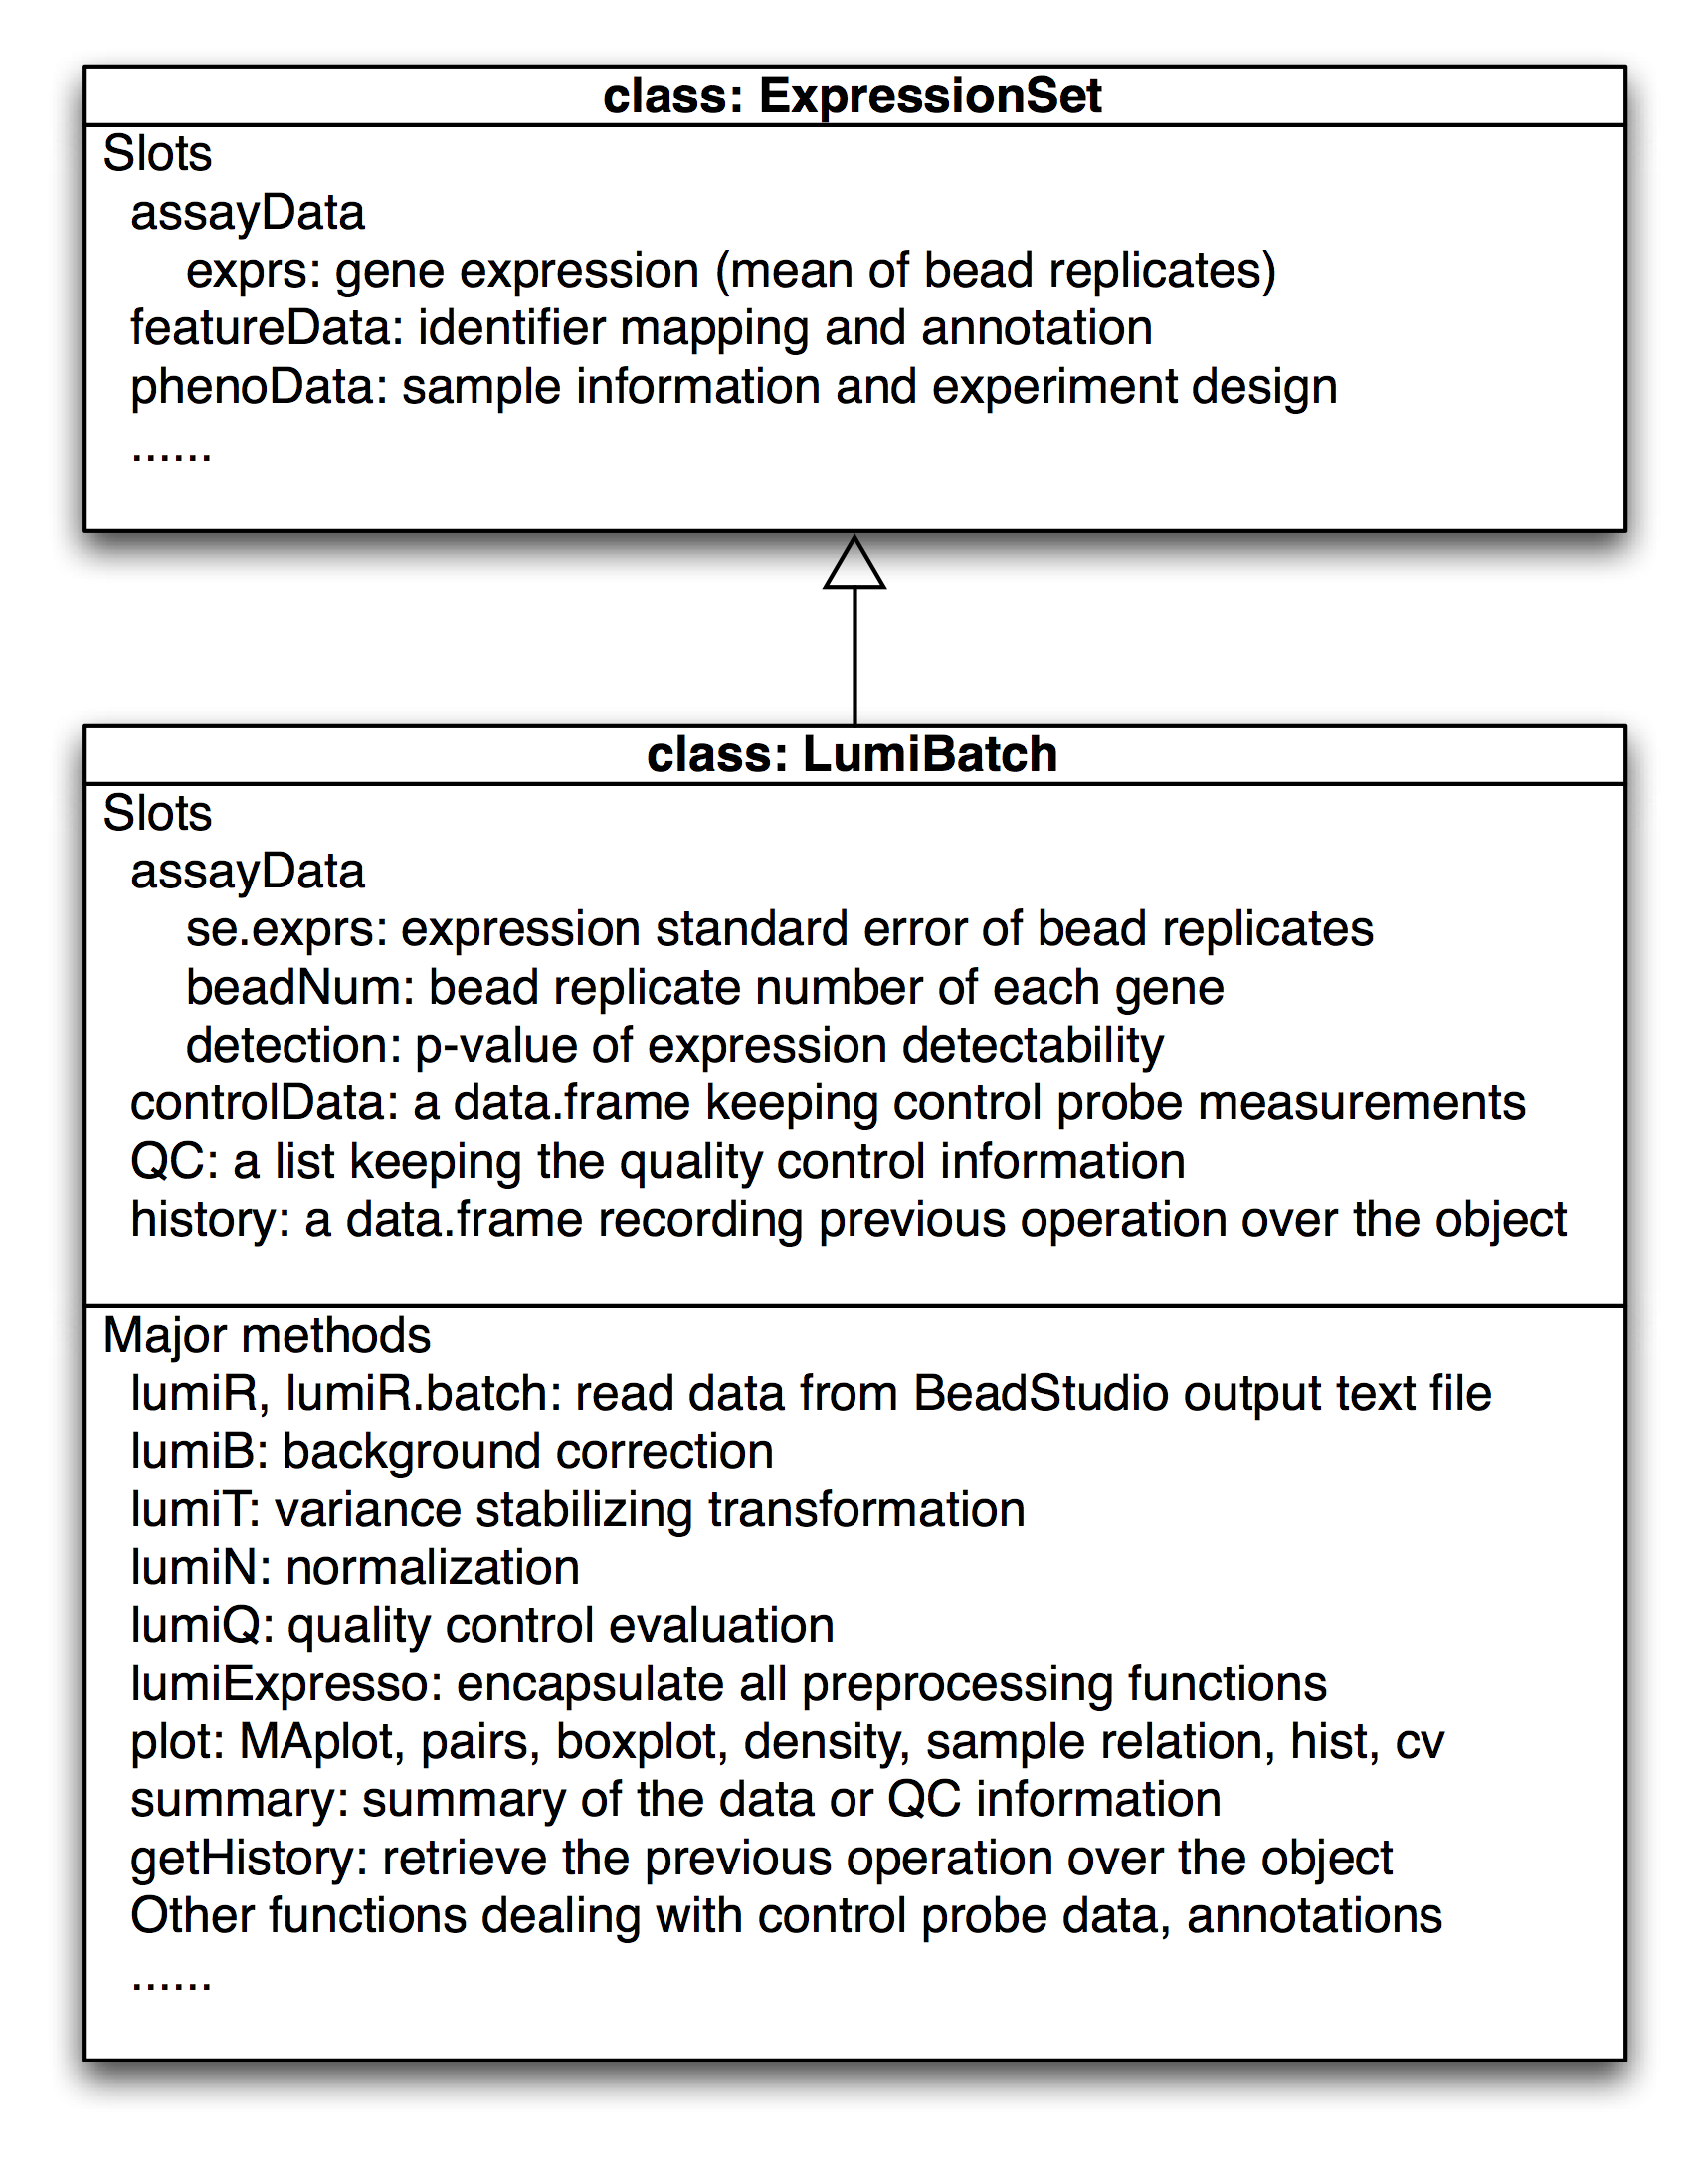 class: ExpressionSet
Slots
assayData
exprs: gene expression (mean of bead replicates)
featureData: identifier mapping and annotation
phenoData: sample information and experiment design
......
class: LumiBatch
Slots
assayData
se.exprs: expression standard error of bead replicates
beadNum: bead replicate number of each gene
detection: p-value of expression detectability
controlData: a data.frame keeping control probe measurements
QC: a list keeping the quality control information
history: a data.frame recording previous operation over the object
Major methods
lumiR, lumiR.batch: read data from BeadStudio output text file
lumiB: background correction
lumiT: variance stabilizing transformation
lumiN: normalization
lumiQ: quality control evaluation
lumiExpresso: encapsulate all preprocessing functions
plot: MAplot, pairs, boxplot, density, sample relation, hist, cv
summary: summary of the data or QC information
getHistory: retrieve the previous operation over the object
Other functions dealing with control probe data, annotations
......